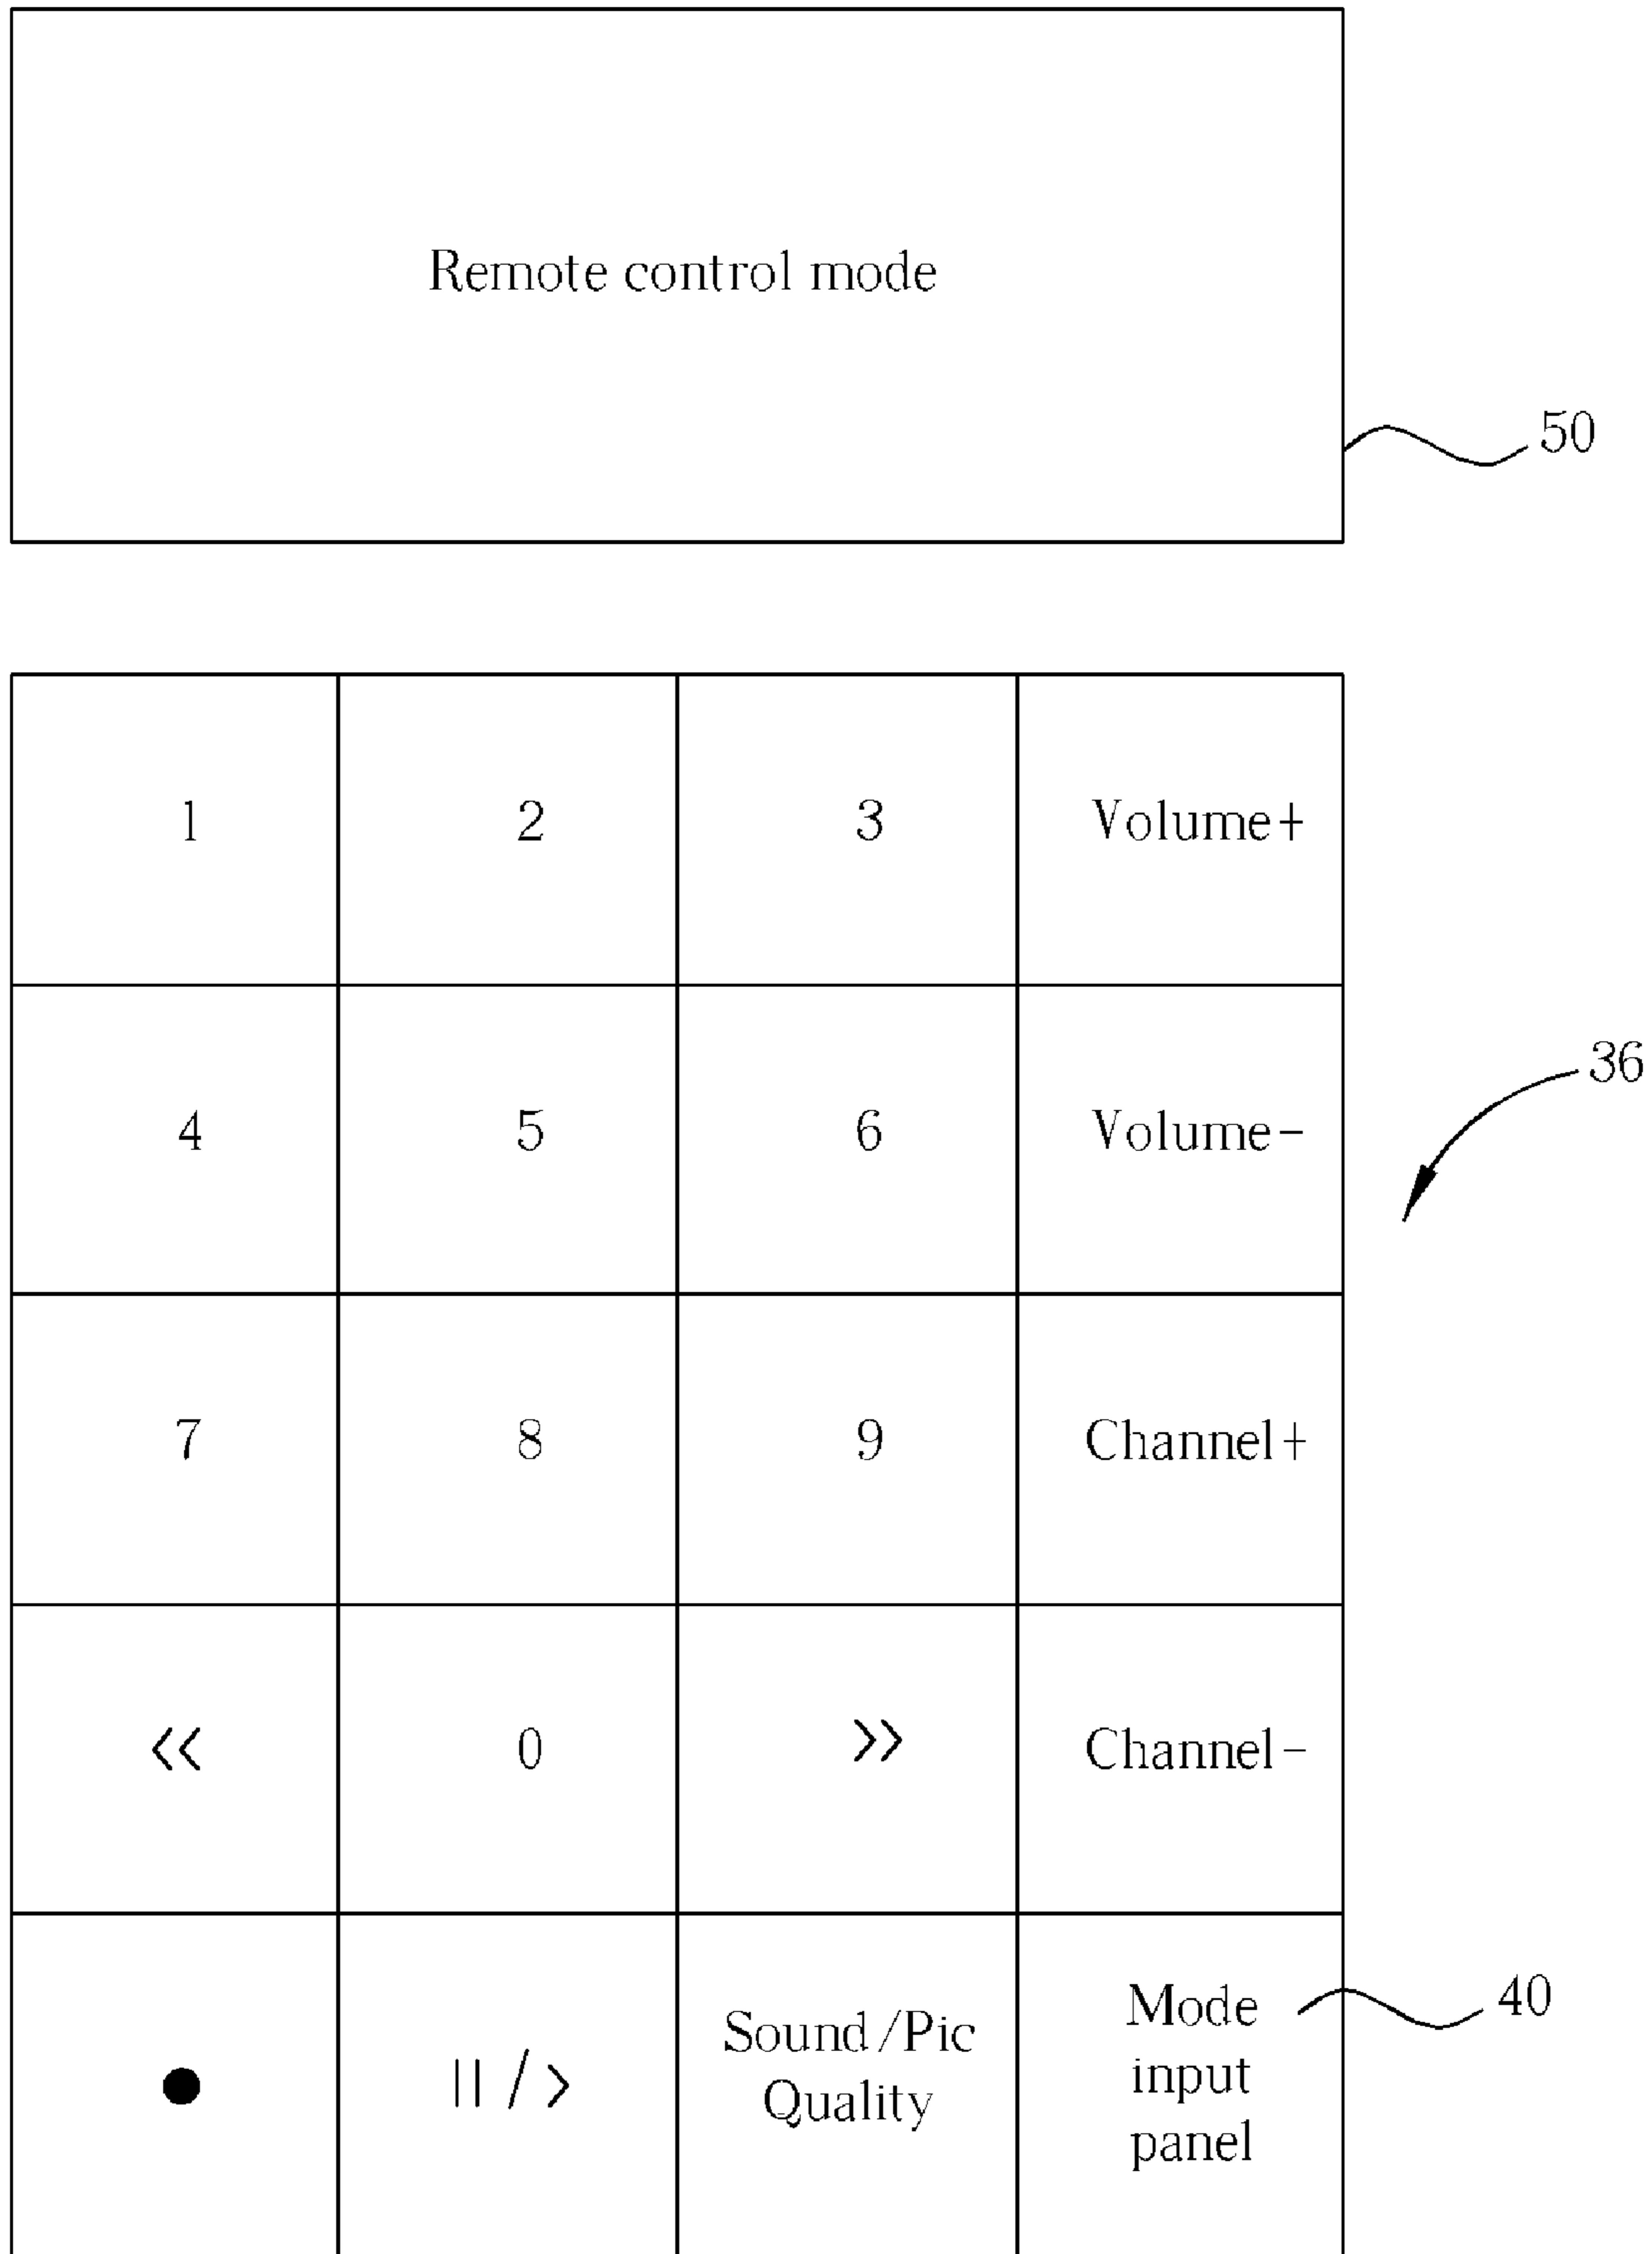 Remote control mode
50
1 2 3 Volume+
36
4 5 6 Volume-
7 8 9 Channel+
<< 0 >> Channel-
● ||/> Sound/Pic Quality Mode input panel
40